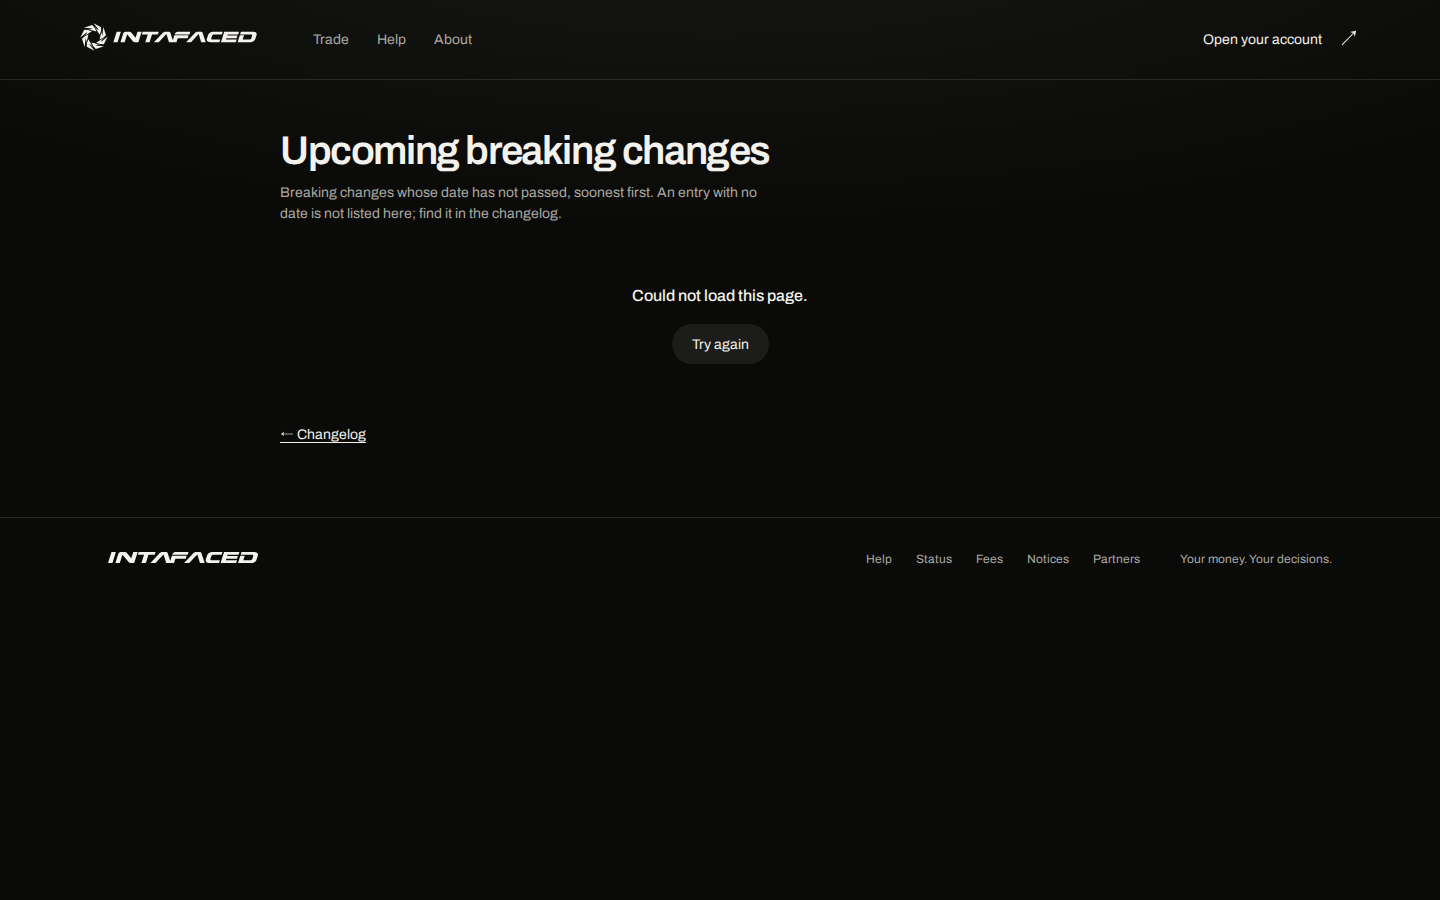 INTAFACED
Trade
Help
About
Open your account
Upcoming breaking changes
Breaking changes whose date has not passed, soonest first. An entry with no
date is not listed here; find it in the changelog.
Could not load this page.
Try again
← Changelog
INTAFACED
Help
Status
Fees
Notices
Partners
Your money. Your decisions.